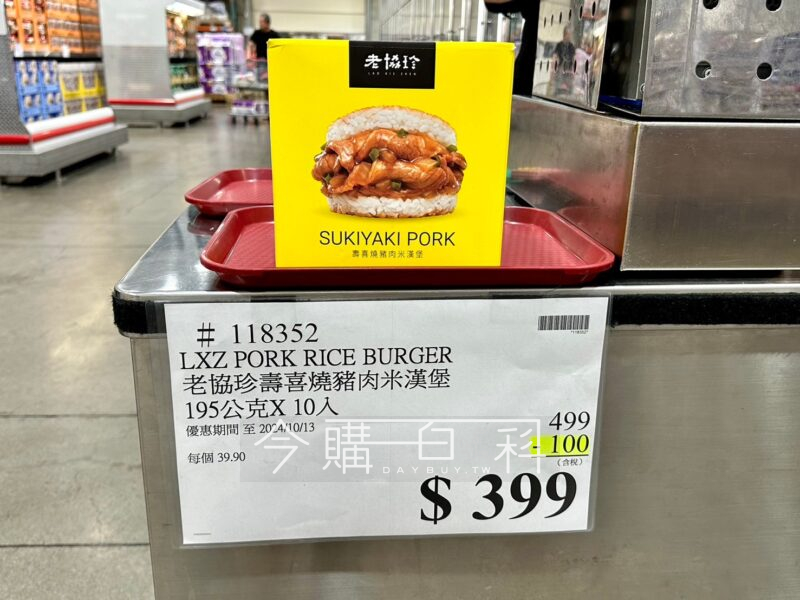 老協珍
LAO XIE ZHEN
SUKIYAKI PORK
壽喜燒豬肉米漢堡
# 118352
LXZ PORK RICE BURGER
老協珍壽喜燒豬肉米漢堡
195公克X 10入
優惠期間 至 2024/10/13
499
- 100
(含稅)
每個 39.90
$ 399
今購百科
DAYBUY.TW